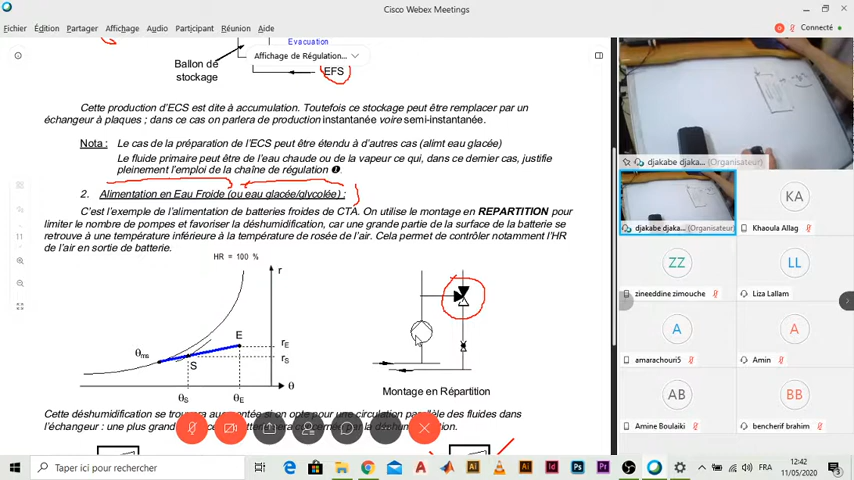 Cisco Webex Meetings
Fichier Édition Partager Affichage Audio Participant Réunion Aide
Connecté
Evacuation
Ballon de
stockage
Affichage de Régulation...
EFS
Cette production d'ECS est dite à accumulation. Toutefois ce stockage peut être remplacer par un
échangeur à plaques ; dans ce cas on parlera de production instantanée voire semi-instantanée.
Nota : Le cas de la préparation de l'ECS peut être étendu à d'autres cas (alimt eau glacée)
Le fluide primaire peut être de l'eau chaude ou de la vapeur ce qui, dans ce dernier cas, justifie
pleinement l'emploi de la chaîne de régulation ❶.
2. Alimentation en Eau Froide (ou eau glacée/glycolée) :
C'est l'exemple de l'alimentation de batteries froides de CTA. On utilise le montage en REPARTITION pour
limiter le nombre de pompes et favoriser la déshumidification, car une grande partie de la surface de la batterie se
retrouve à une température inférieure à la température de rosée de l'air. Cela permet de contrôler notamment l'HR
de l'air en sortie de batterie.
HR = 100 %
r
E
θms
rE
S
rS
θ
θS
θE
Montage en Répartition
11
djakabe djaka... (Organisateur)
djakabe djaka... (Organisat...
KA
Khaoula Allag
ZZ
zineeddine zimouche
LL
Liza Lallam
A
amarachouri5
A
Amin
AB
Amine Boulaiki
BB
bencherif brahim
Taper ici pour rechercher
Ai
Id
Ps
Pr
FRA
12:42
11/05/2020
3